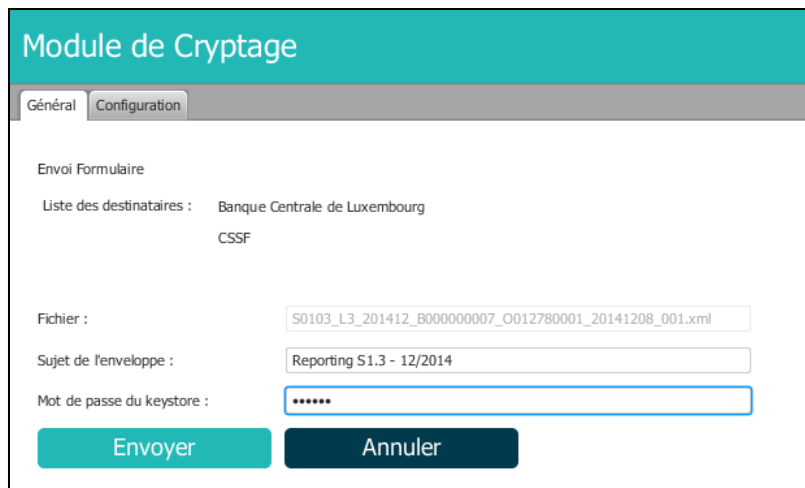 Module de Cryptage
Général Configuration
Envoi Formulaire
Liste des destinataires : Banque Centrale de Luxembourg
CSSF
Fichier : S0103_L3_201412_B000000007_O012780001_20141208_001.xml
Sujet de l'enveloppe : Reporting S1.3 - 12/2014
Mot de passe du keystore : ••••••
Envoyer Annuler